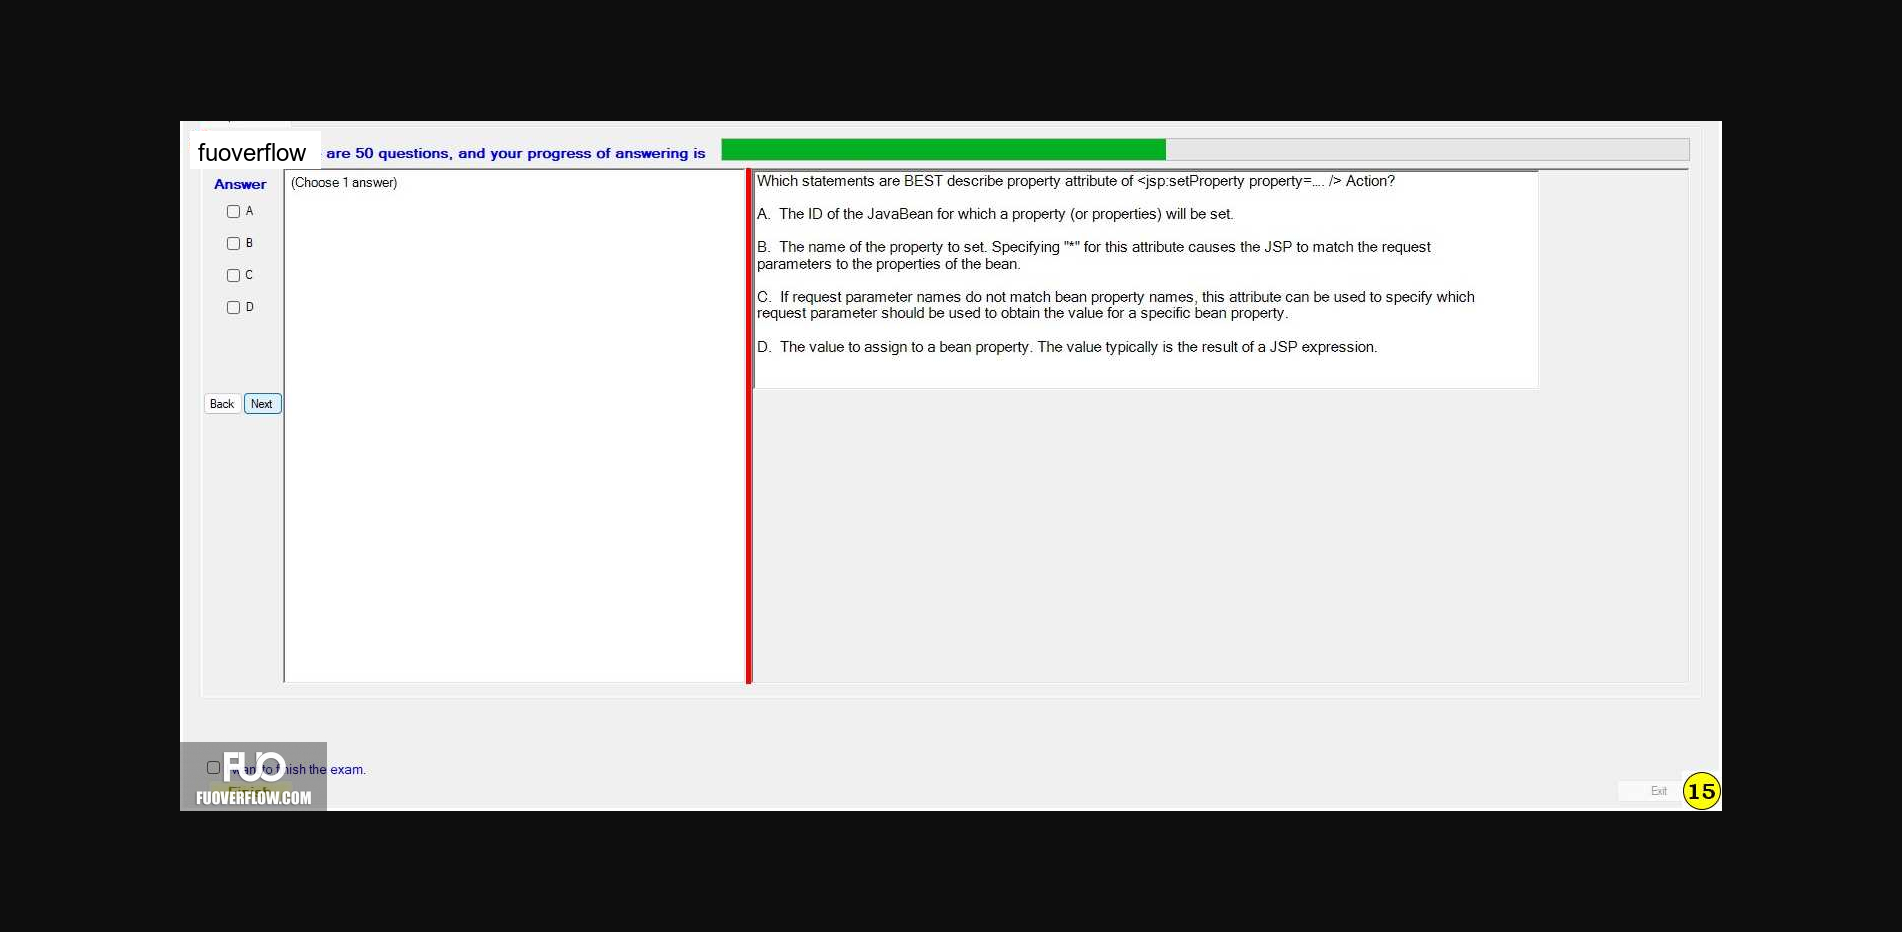 fuoverflow are 50 questions, and your progress of answering is
Answer
(Choose 1 answer)
A
B
C
D
Back Next
Which statements are BEST describe property attribute of <jsp:setProperty property=.... /> Action?
A. The ID of the JavaBean for which a property (or properties) will be set.
B. The name of the property to set. Specifying "*" for this attribute causes the JSP to match the request
parameters to the properties of the bean.
C. If request parameter names do not match bean property names, this attribute can be used to specify which
request parameter should be used to obtain the value for a specific bean property.
D. The value to assign to a bean property. The value typically is the result of a JSP expression.
FUO
want to finish the exam.
Finish
FUOVERFLOW.COM
Exit
15